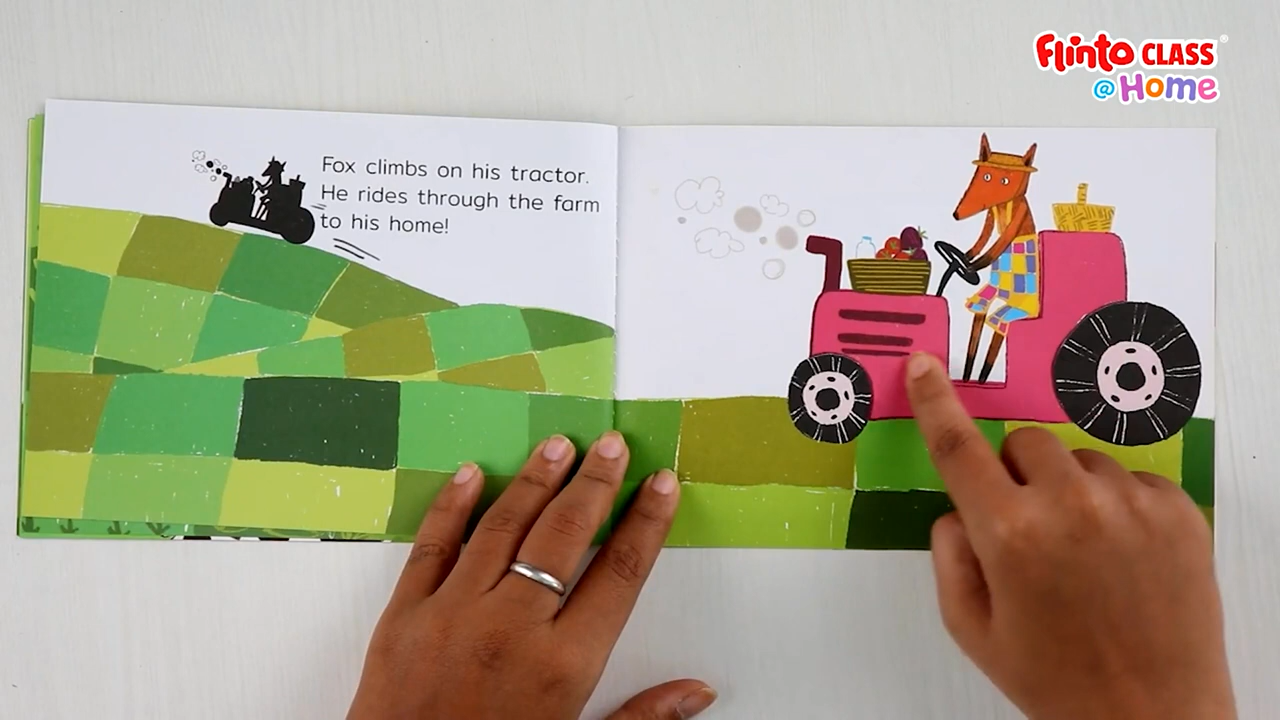 Flinto CLASS®
@Home
Fox climbs on his tractor.
He rides through the farm
to his home!